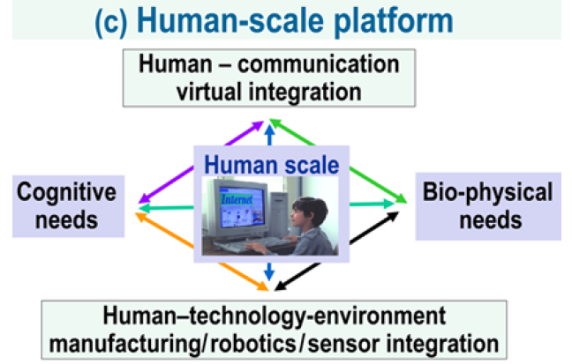 (c) Human-scale platform
Human – communication
virtual integration
Human scale
Internet
Cognitive
needs
Bio-physical
needs
Human–technology-environment
manufacturing/robotics/sensor integration